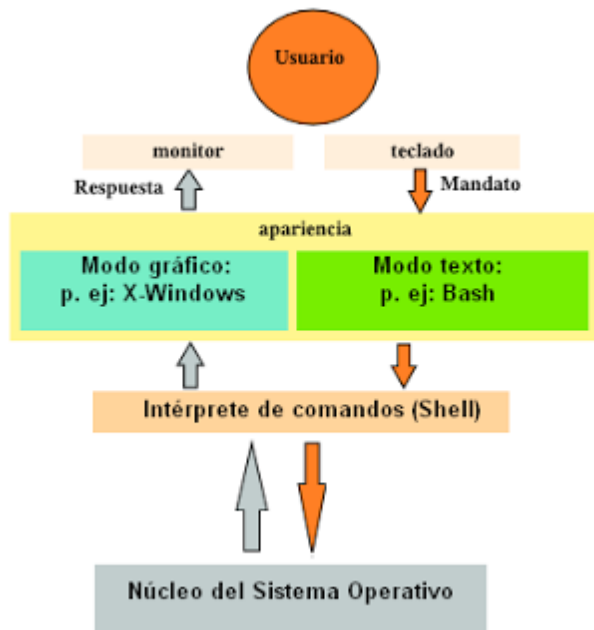 Usuario
monitor
teclado
Respuesta
Mandato
apariencia
Modo gráfico:
p. ej: X-Windows
Modo texto:
p. ej: Bash
Intérprete de comandos (Shell)
Núcleo del Sistema Operativo